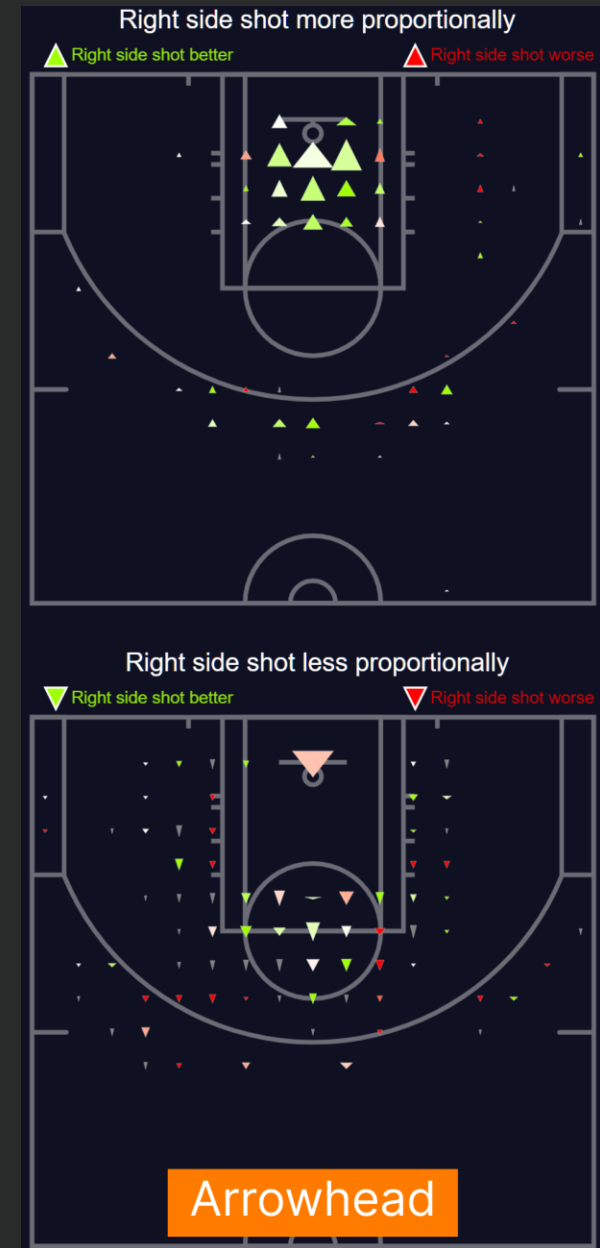 Right side shot more proportionally
Right side shot better
Right side shot worse
Right side shot less proportionally
Right side shot better
Right side shot worse
Arrowhead